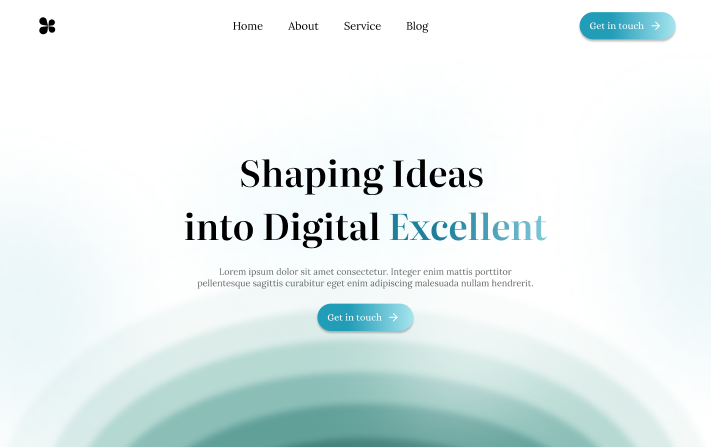 Home About Service Blog Get in touch
Shaping Ideas
into Digital Excellent
Lorem ipsum dolor sit amet consectetur. Integer enim mattis porttitor
pellentesque sagittis curabitur eget enim adipiscing malesuada nullam hendrerit.
Get in touch